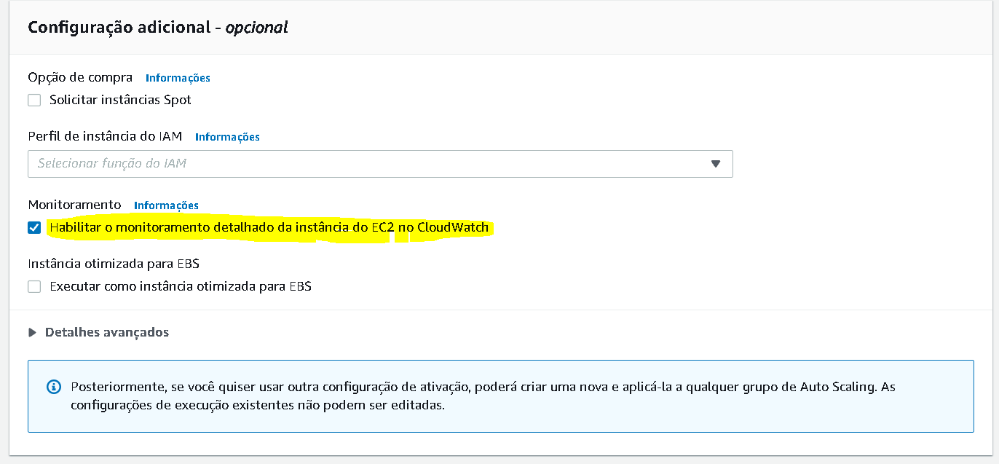 Configuração adicional - opcional
Opção de compra Informações
Solicitar instâncias Spot
Perfil de instância do IAM Informações
Selecionar função do IAM
Monitoramento Informações
Habilitar o monitoramento detalhado da instância do EC2 no CloudWatch
Instância otimizada para EBS
Executar como instância otimizada para EBS
Detalhes avançados
Posteriormente, se você quiser usar outra configuração de ativação, poderá criar uma nova e aplicá-la a qualquer grupo de Auto Scaling. As
configurações de execução existentes não podem ser editadas.